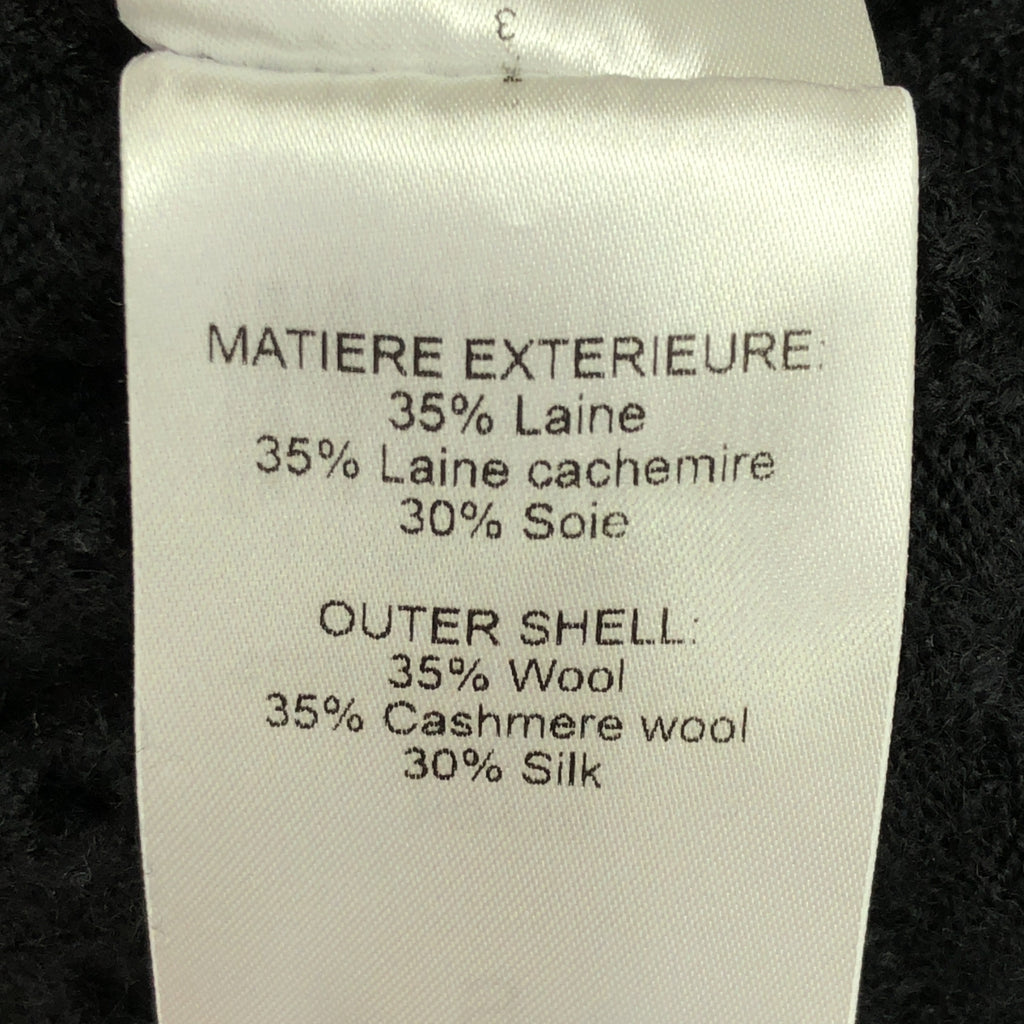 MATIERE EXTERIEURE:
35% Laine
35% Laine cachemire
30% Soie
OUTER SHELL:
35% Wool
35% Cashmere wool
30% Silk